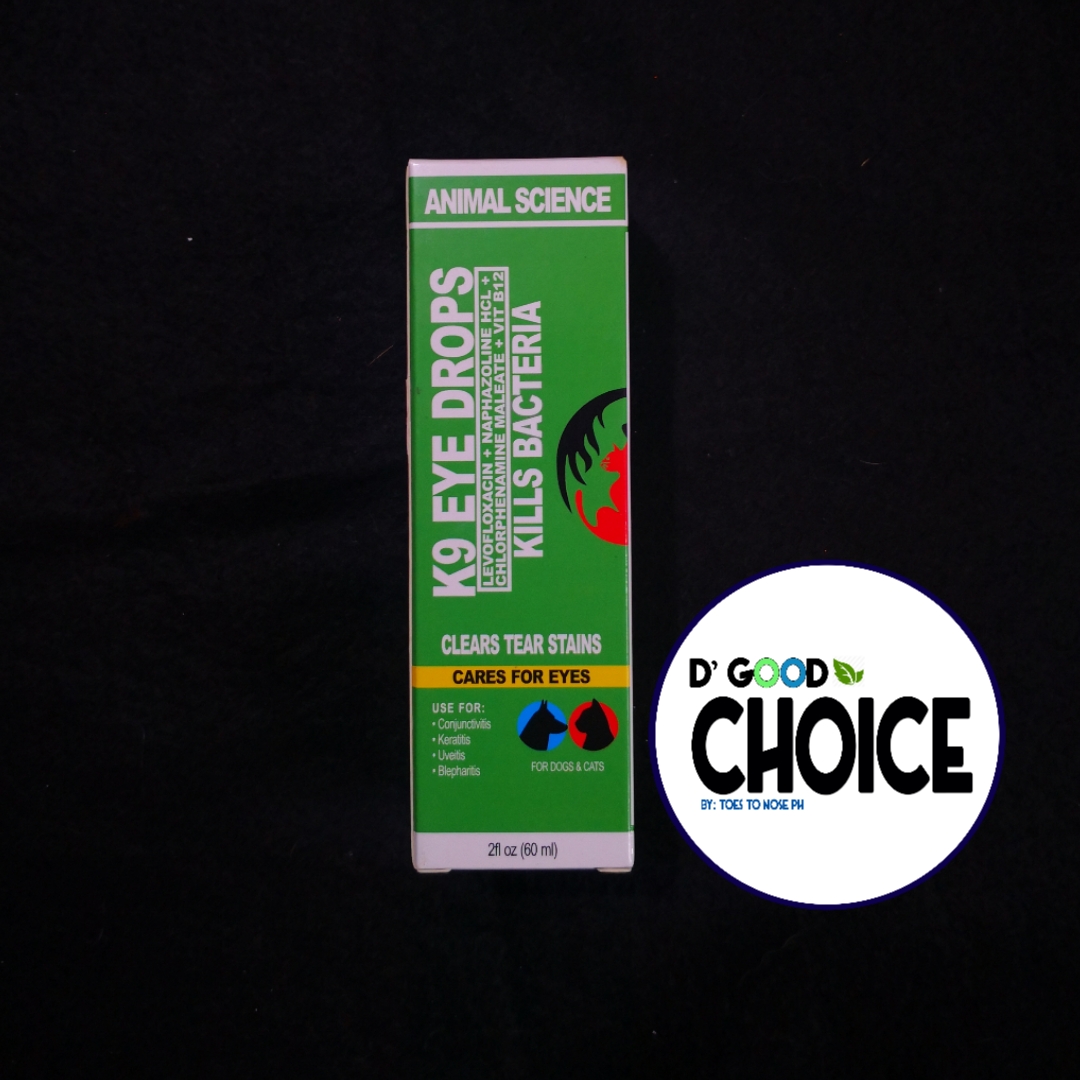 ANIMAL SCIENCE
K9 EYE DROPS
LEVOFLOXACIN + NAPHAZOLINE HCL +
CHLORPHENAMINE MALEATE + VIT B12
KILLS BACTERIA
CLEARS TEAR STAINS
CARES FOR EYES
USE FOR:
• Conjunctivitis
• Keratitis
• Uveitis
• Blepharitis
FOR DOGS & CATS
2fl oz (60 ml)
D' GOOD
CHOICE
BY: TOES TO NOSE PH